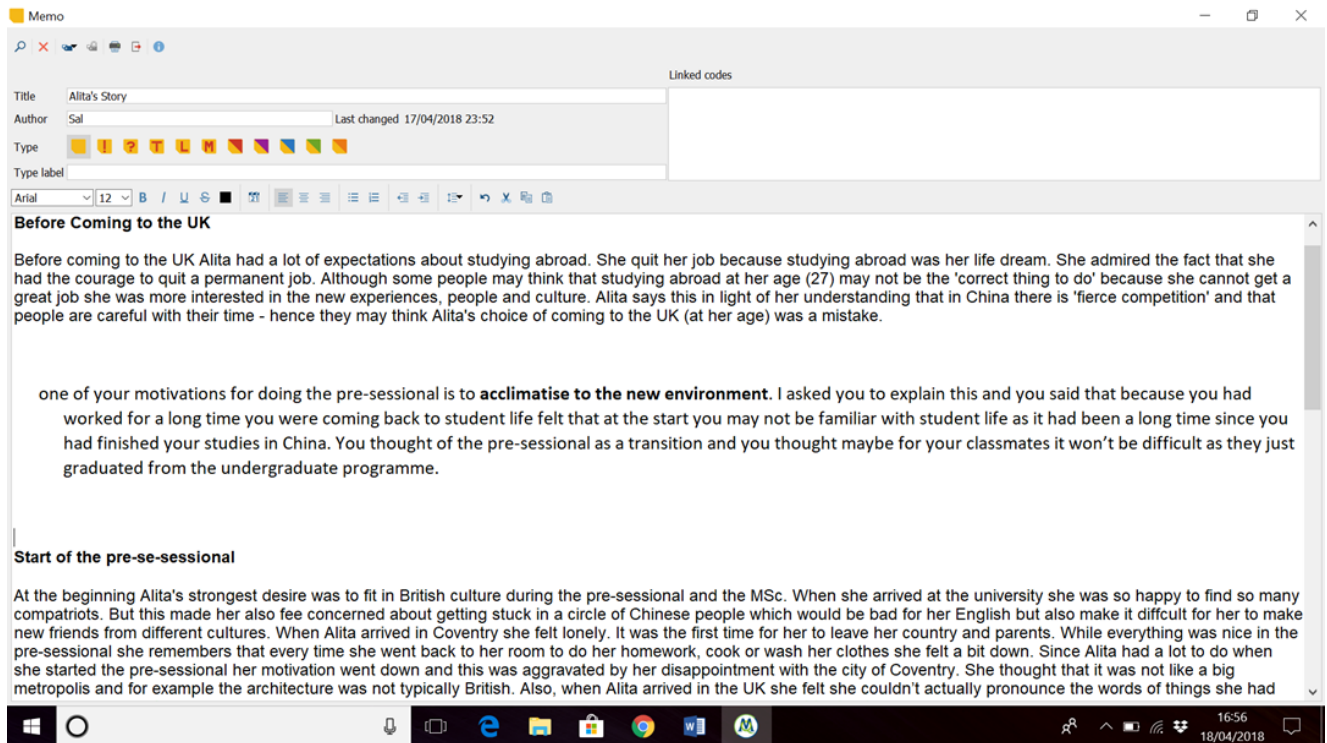 Memo
Linked codes
Title Alita's Story
Author Sal Last changed 17/04/2018 23:52
Type ! ? T L M
Type label
Arial 12 B I U S
Before Coming to the UK
Before coming to the UK Alita had a lot of expectations about studying abroad. She quit her job because studying abroad was her life dream. She admired the fact that she
had the courage to quit a permanent job. Although some people may think that studying abroad at her age (27) may not be the 'correct thing to do' because she cannot get a
great job she was more interested in the new experiences, people and culture. Alita says this in light of her understanding that in China there is 'fierce competition' and that
people are careful with their time - hence they may think Alita's choice of coming to the UK (at her age) was a mistake.
one of your motivations for doing the pre-sessional is to acclimatise to the new environment. I asked you to explain this and you said that because you had
worked for a long time you were coming back to student life felt that at the start you may not be familiar with student life as it had been a long time since you
had finished your studies in China. You thought of the pre-sessional as a transition and you thought maybe for your classmates it won't be difficult as they just
graduated from the undergraduate programme.
Start of the pre-se-sessional
At the beginning Alita's strongest desire was to fit in British culture during the pre-sessional and the MSc. When she arrived at the university she was so happy to find so many
compatriots. But this made her also fee concerned about getting stuck in a circle of Chinese people which would be bad for her English but also make it diffcult for her to make
new friends from different cultures. When Alita arrived in Coventry she felt lonely. It was the first time for her to leave her country and parents. While everything was nice in the
pre-sessional she remembers that every time she went back to her room to do her homework, cook or wash her clothes she felt a bit down. Since Alita had a lot to do when
she started the pre-sessional her motivation went down and this was aggravated by her disappointment with the city of Coventry. She thought that it was not like a big
metropolis and for example the architecture was not typically British. Also, when Alita arrived in the UK she felt she couldn't actually pronounce the words of things she had
16:56
18/04/2018